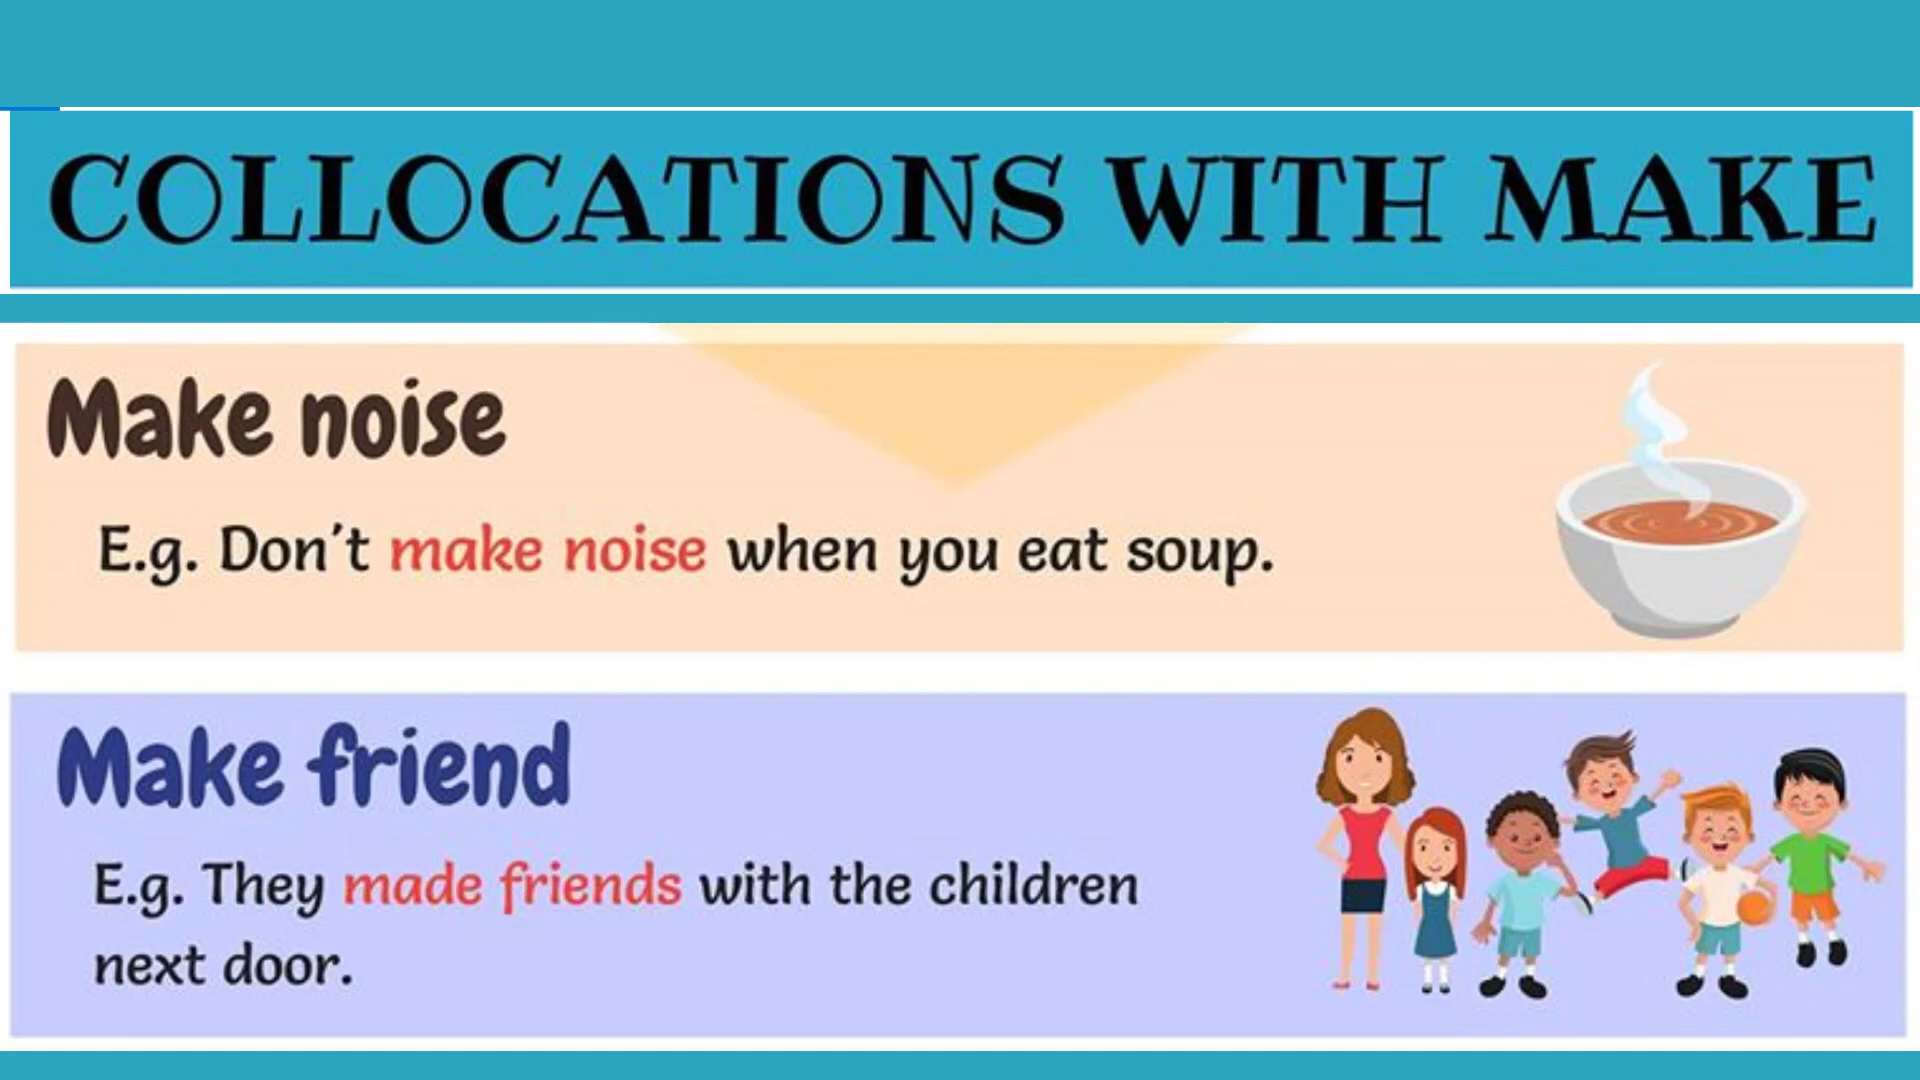 COLLOCATIONS WITH MAKE
Make noise
E.g. Don't make noise when you eat soup.
Make friend
E.g. They made friends with the children
next door.